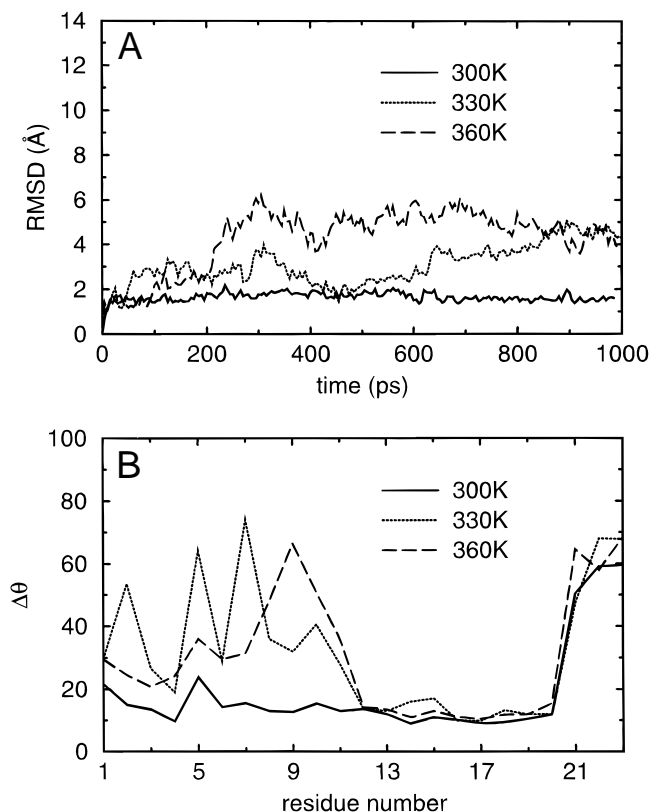 A
14
12
10
8
6
4
2
0
RMSD (Å)
300K
330K
360K
0 200 400 600 800 1000
time (ps)
B
100
80
60
40
20
0
Δθ
300K
330K
360K
1 5 9 13 17 21
residue number